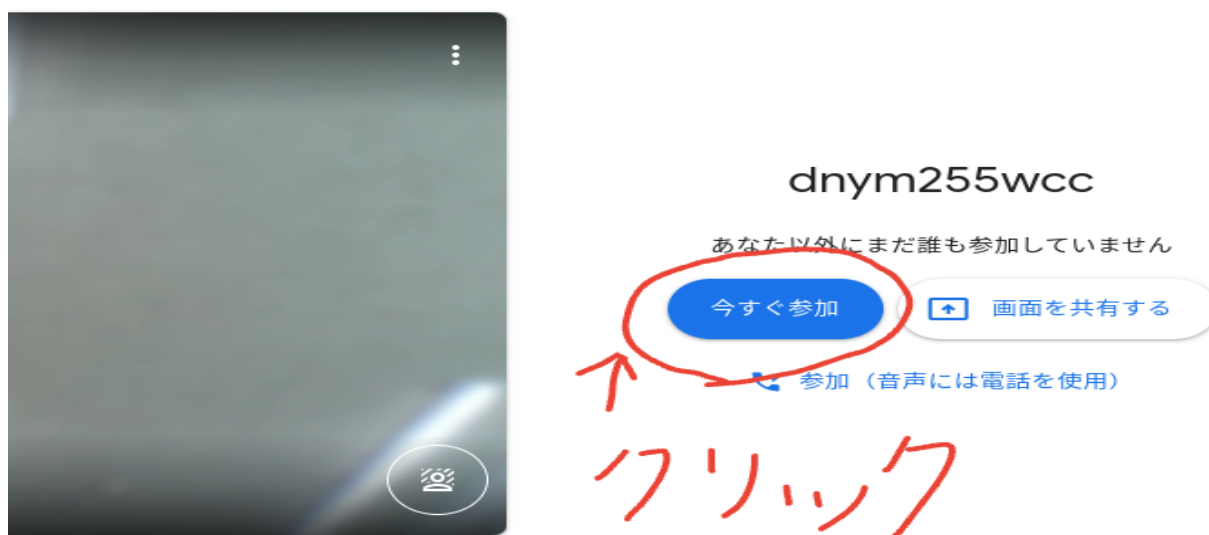 dnym255wcc
あなた以外にまだ誰も参加していません
今すぐ参加 画面を共有する
参加（音声には電話を使用）
クリック